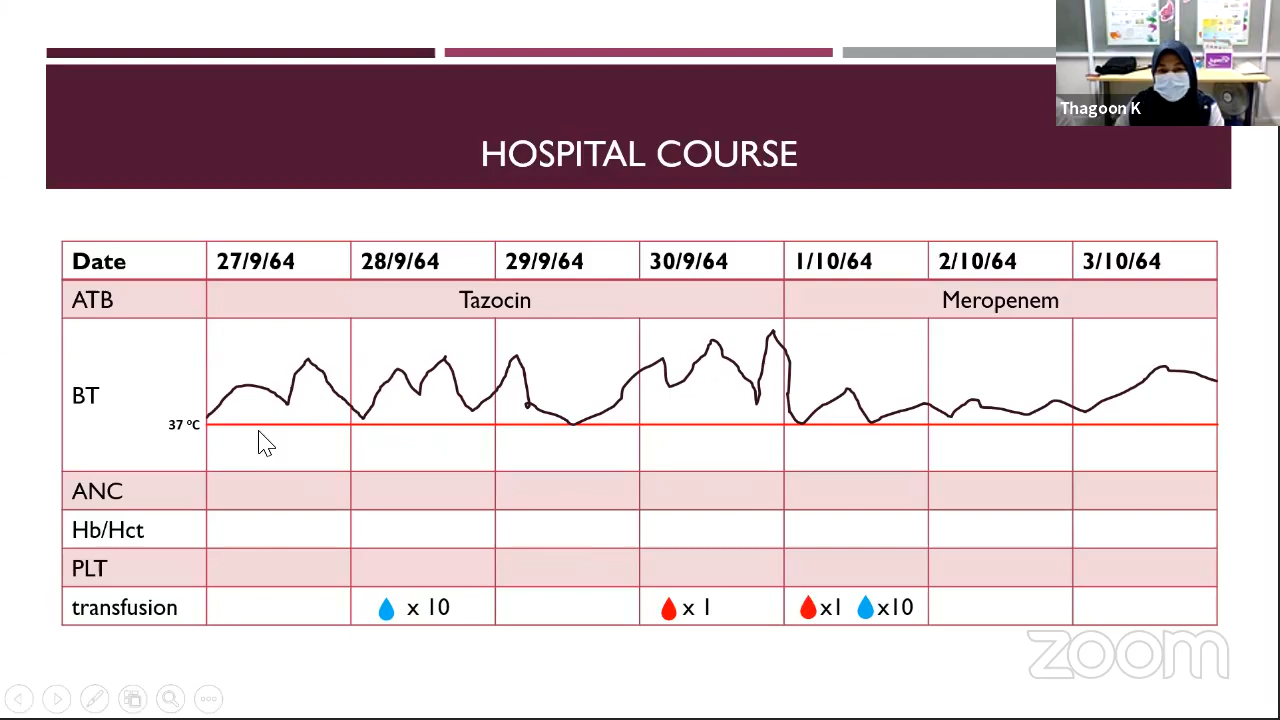 Thagoon K
HOSPITAL COURSE
Date 27/9/64 28/9/64 29/9/64 30/9/64 1/10/64 2/10/64 3/10/64
ATB Tazocin Meropenem
BT
37 °C
ANC
Hb/Hct
PLT
transfusion x 10 x 1 x1 x10
zoom